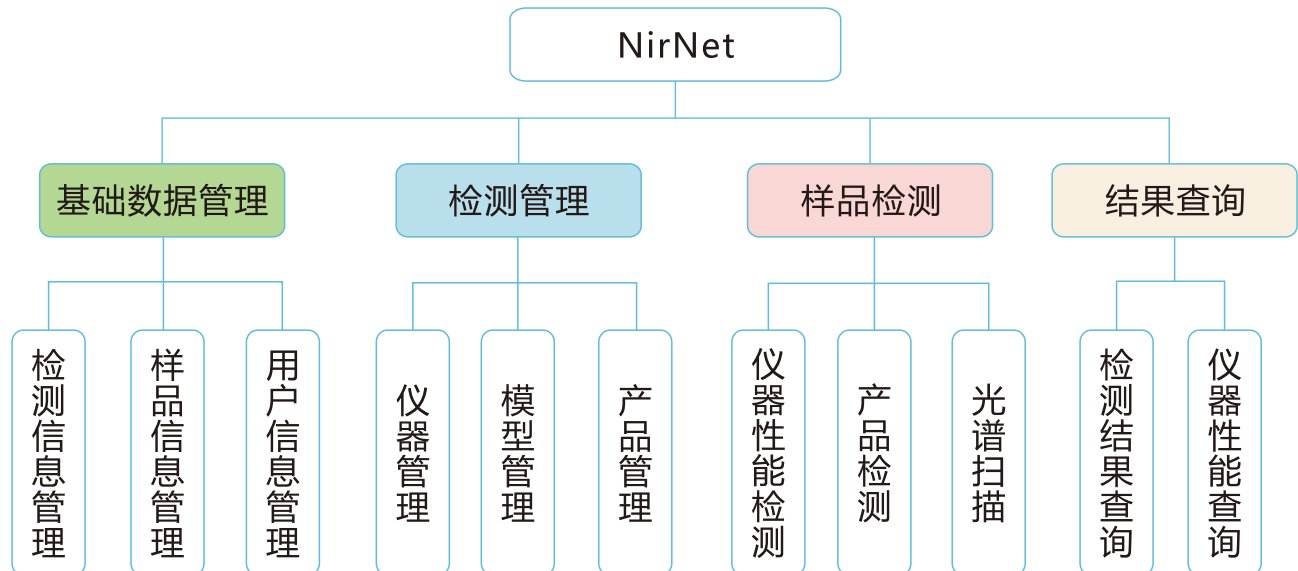 NirNet
基础数据管理
检测管理
样品检测
结果查询
检测信息管理
样品信息管理
用户信息管理
仪器管理
模型管理
产品管理
仪器性能检测
产品检测
光谱扫描
检测结果查询
仪器性能查询